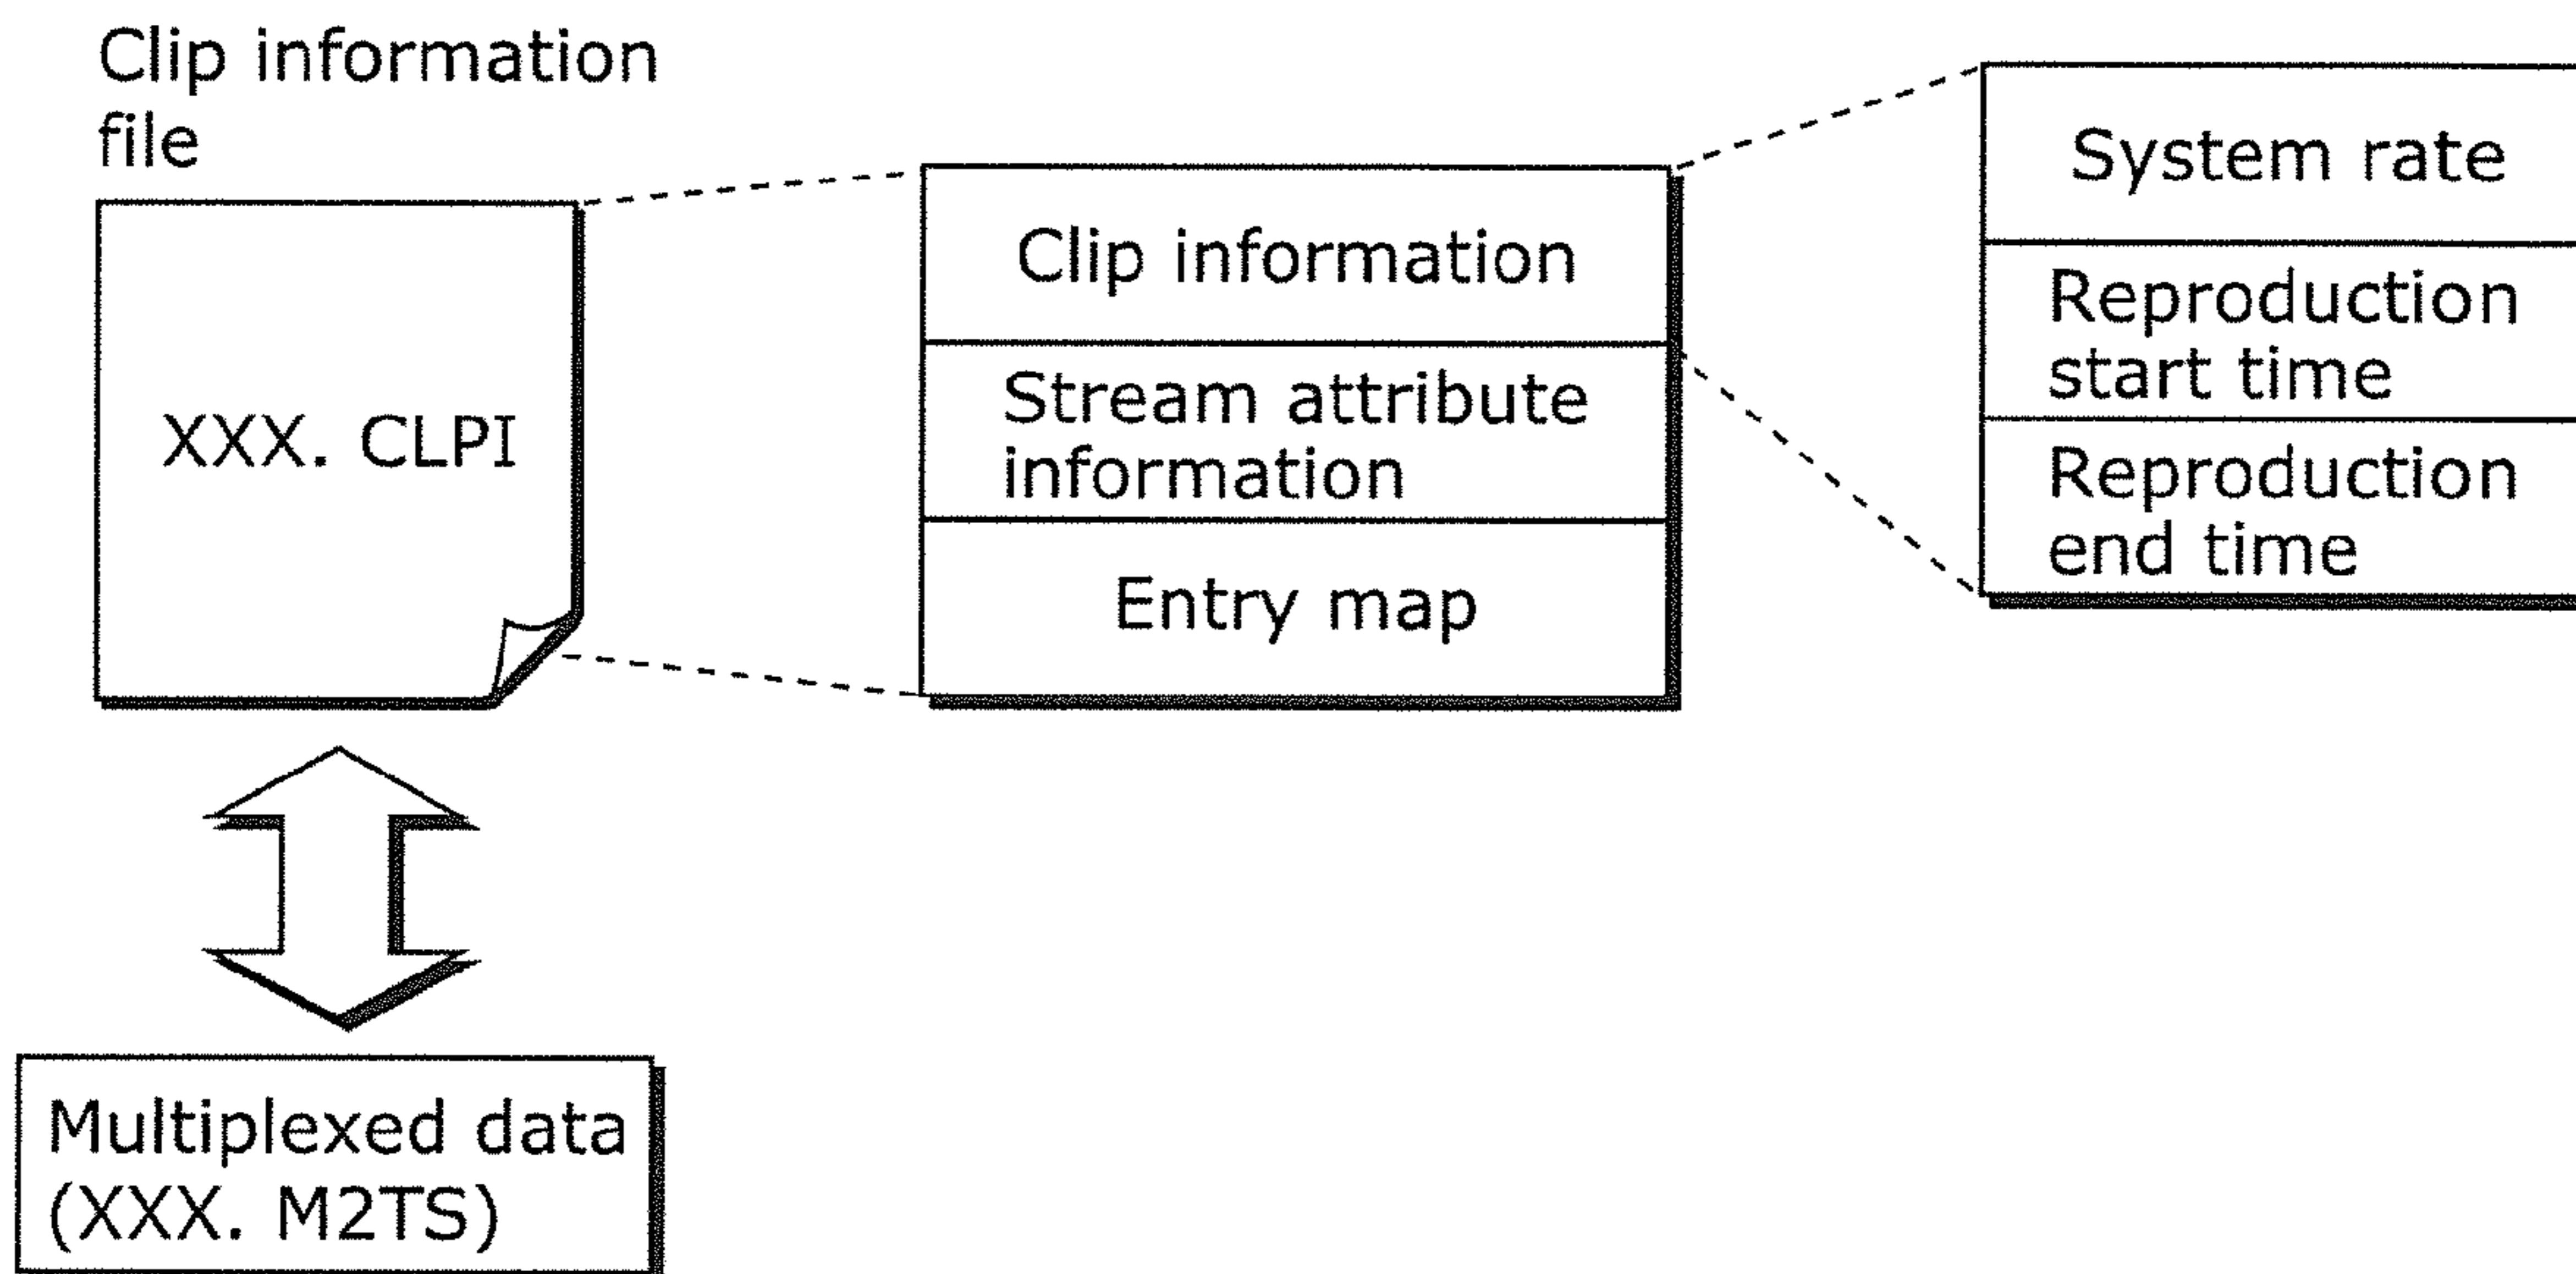 Clip information
file
XXX. CLPI
Clip information
Stream attribute
information
Entry map
System rate
Reproduction
start time
Reproduction
end time
Multiplexed data
(XXX. M2TS)